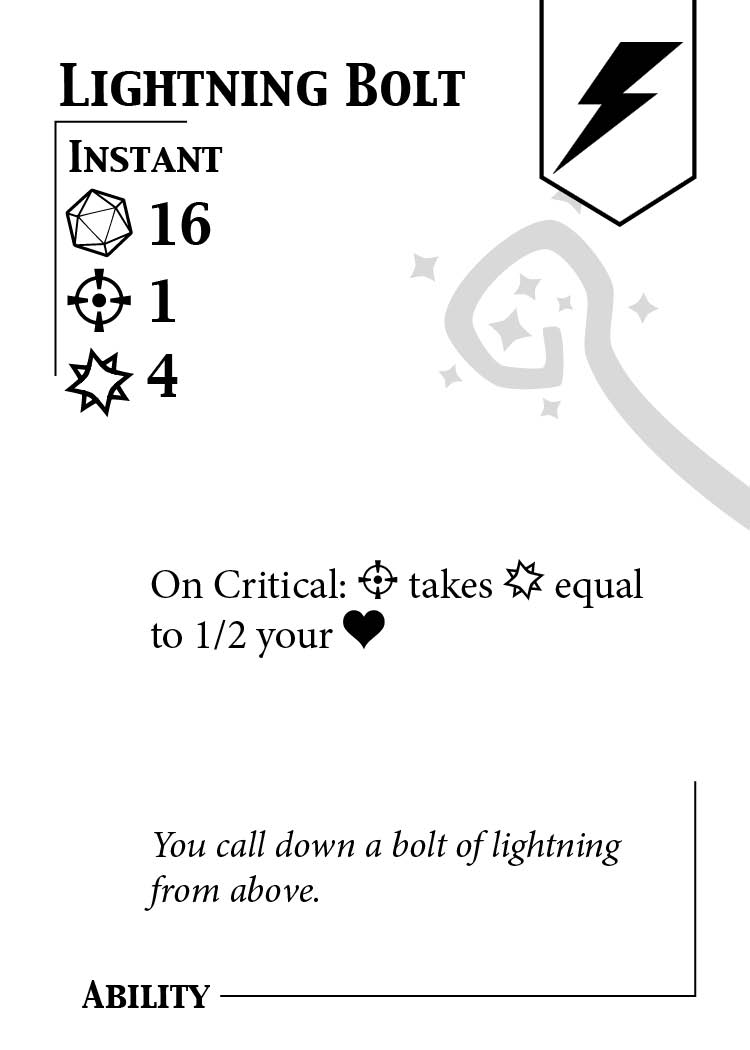 Lightning Bolt
Instant
16
1
4
On Critical: takes equal
to 1/2 your
You call down a bolt of lightning
from above.
Ability